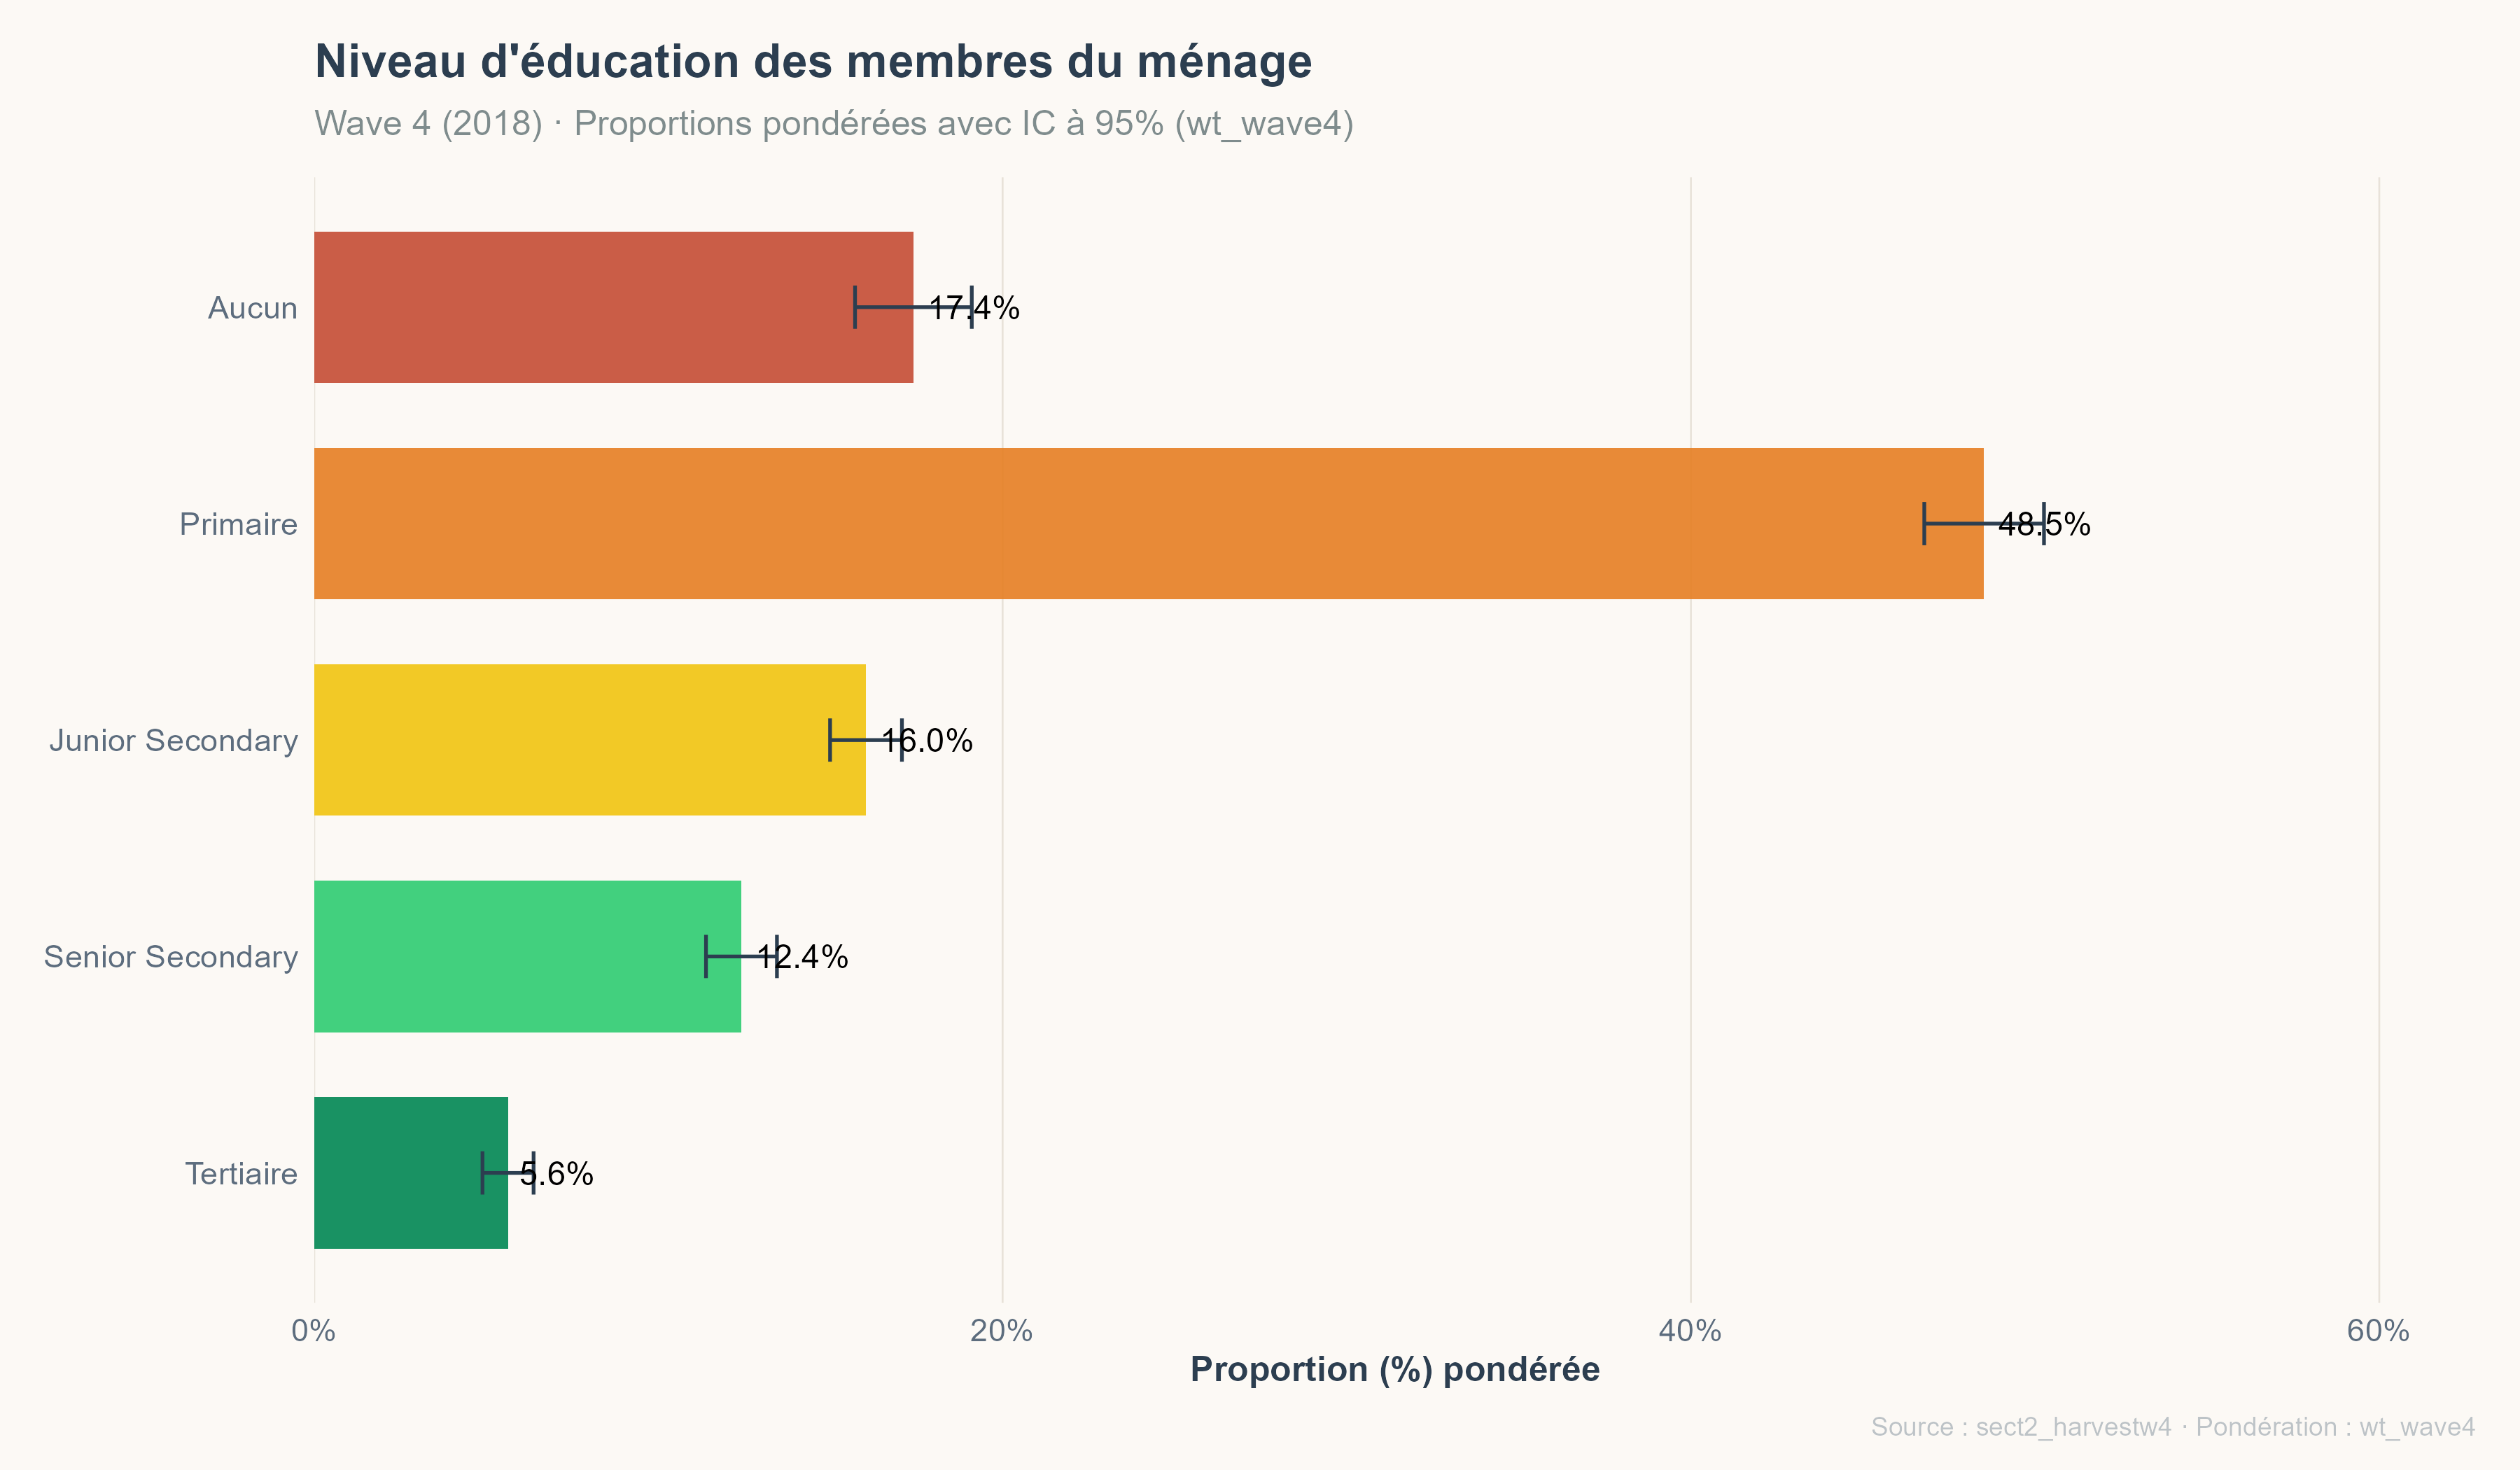 Niveau d'éducation des membres du ménage
Wave 4 (2018) · Proportions pondérées avec IC à 95% (wt_wave4)
Aucun
17.4%
Primaire
48.5%
Junior Secondary
16.0%
Senior Secondary
12.4%
Tertiaire
5.6%
0%
20%
40%
60%
Proportion (%) pondérée
Source : sect2_harvestw4 · Pondération : wt_wave4